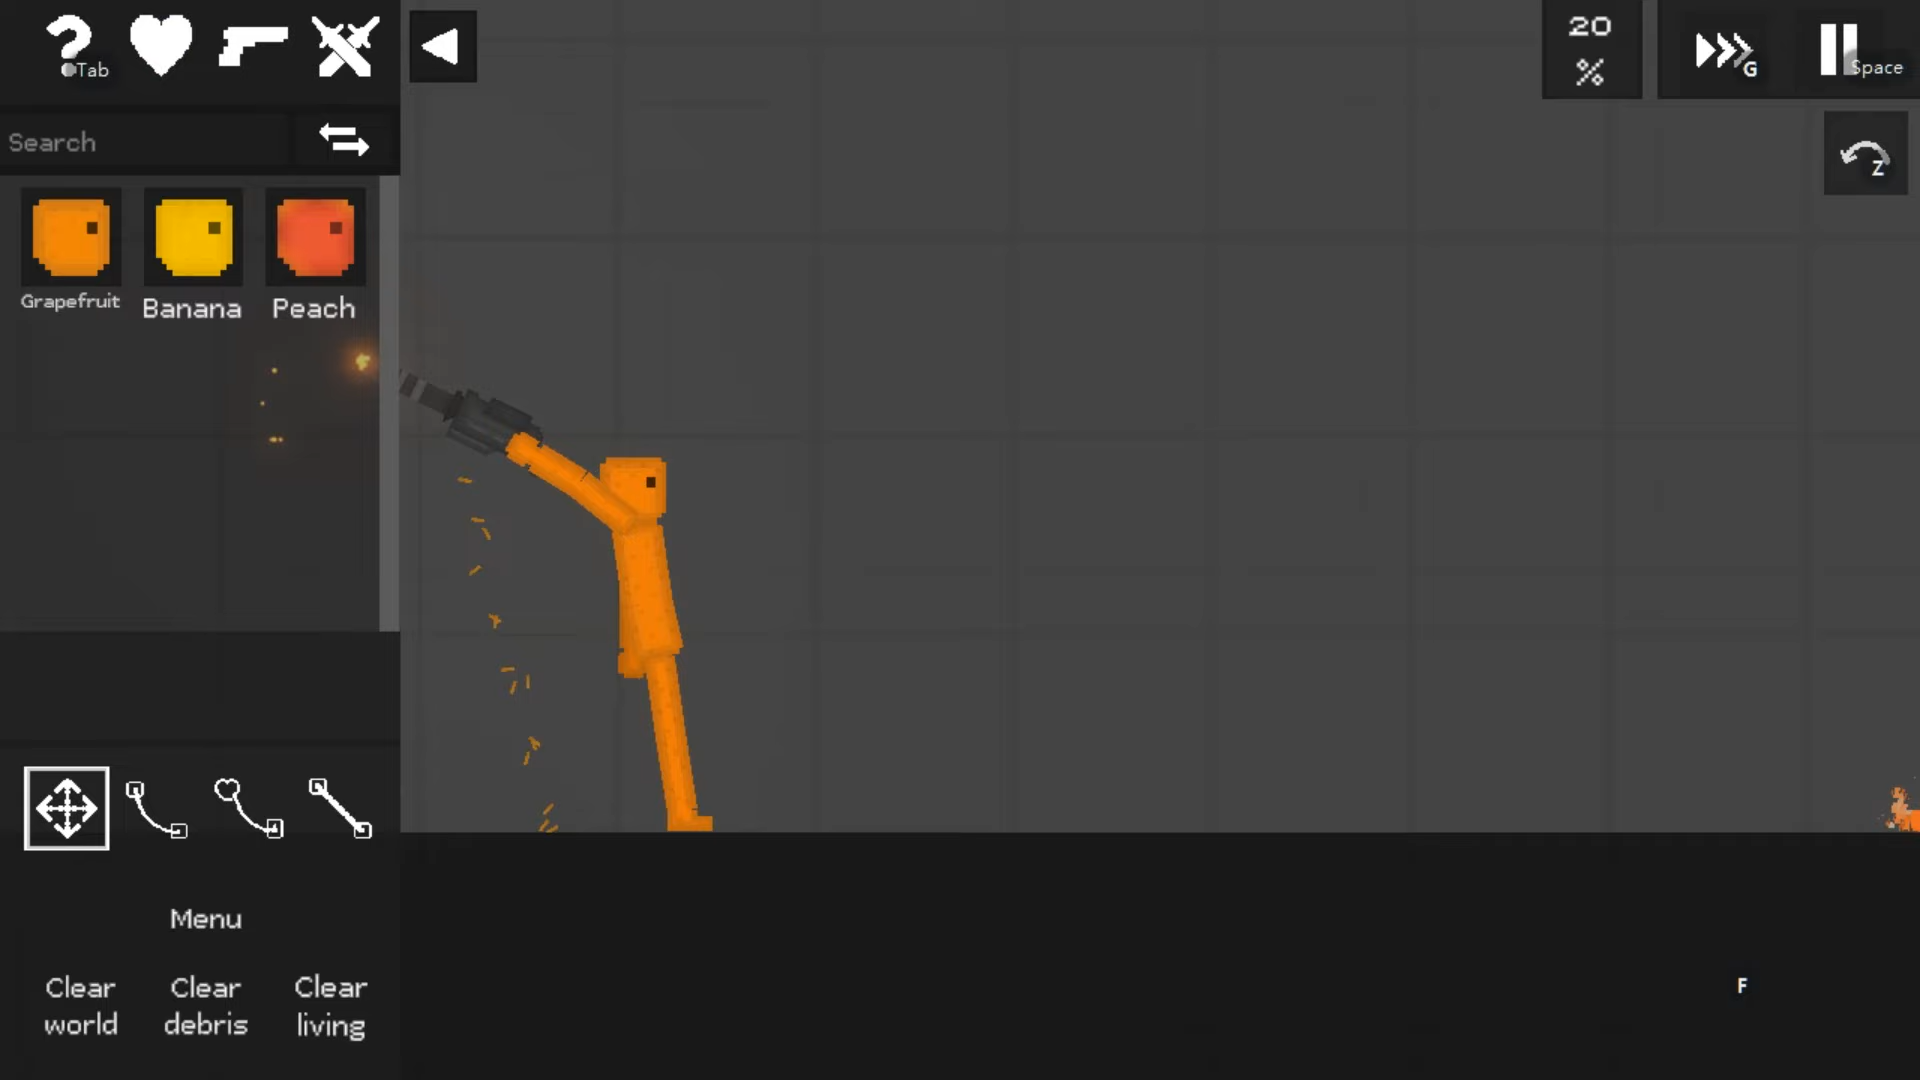 Tab
20
%
G
Space
Search
Z
Grapefruit
Banana
Peach
Menu
Clear
world
Clear
debris
Clear
living
F